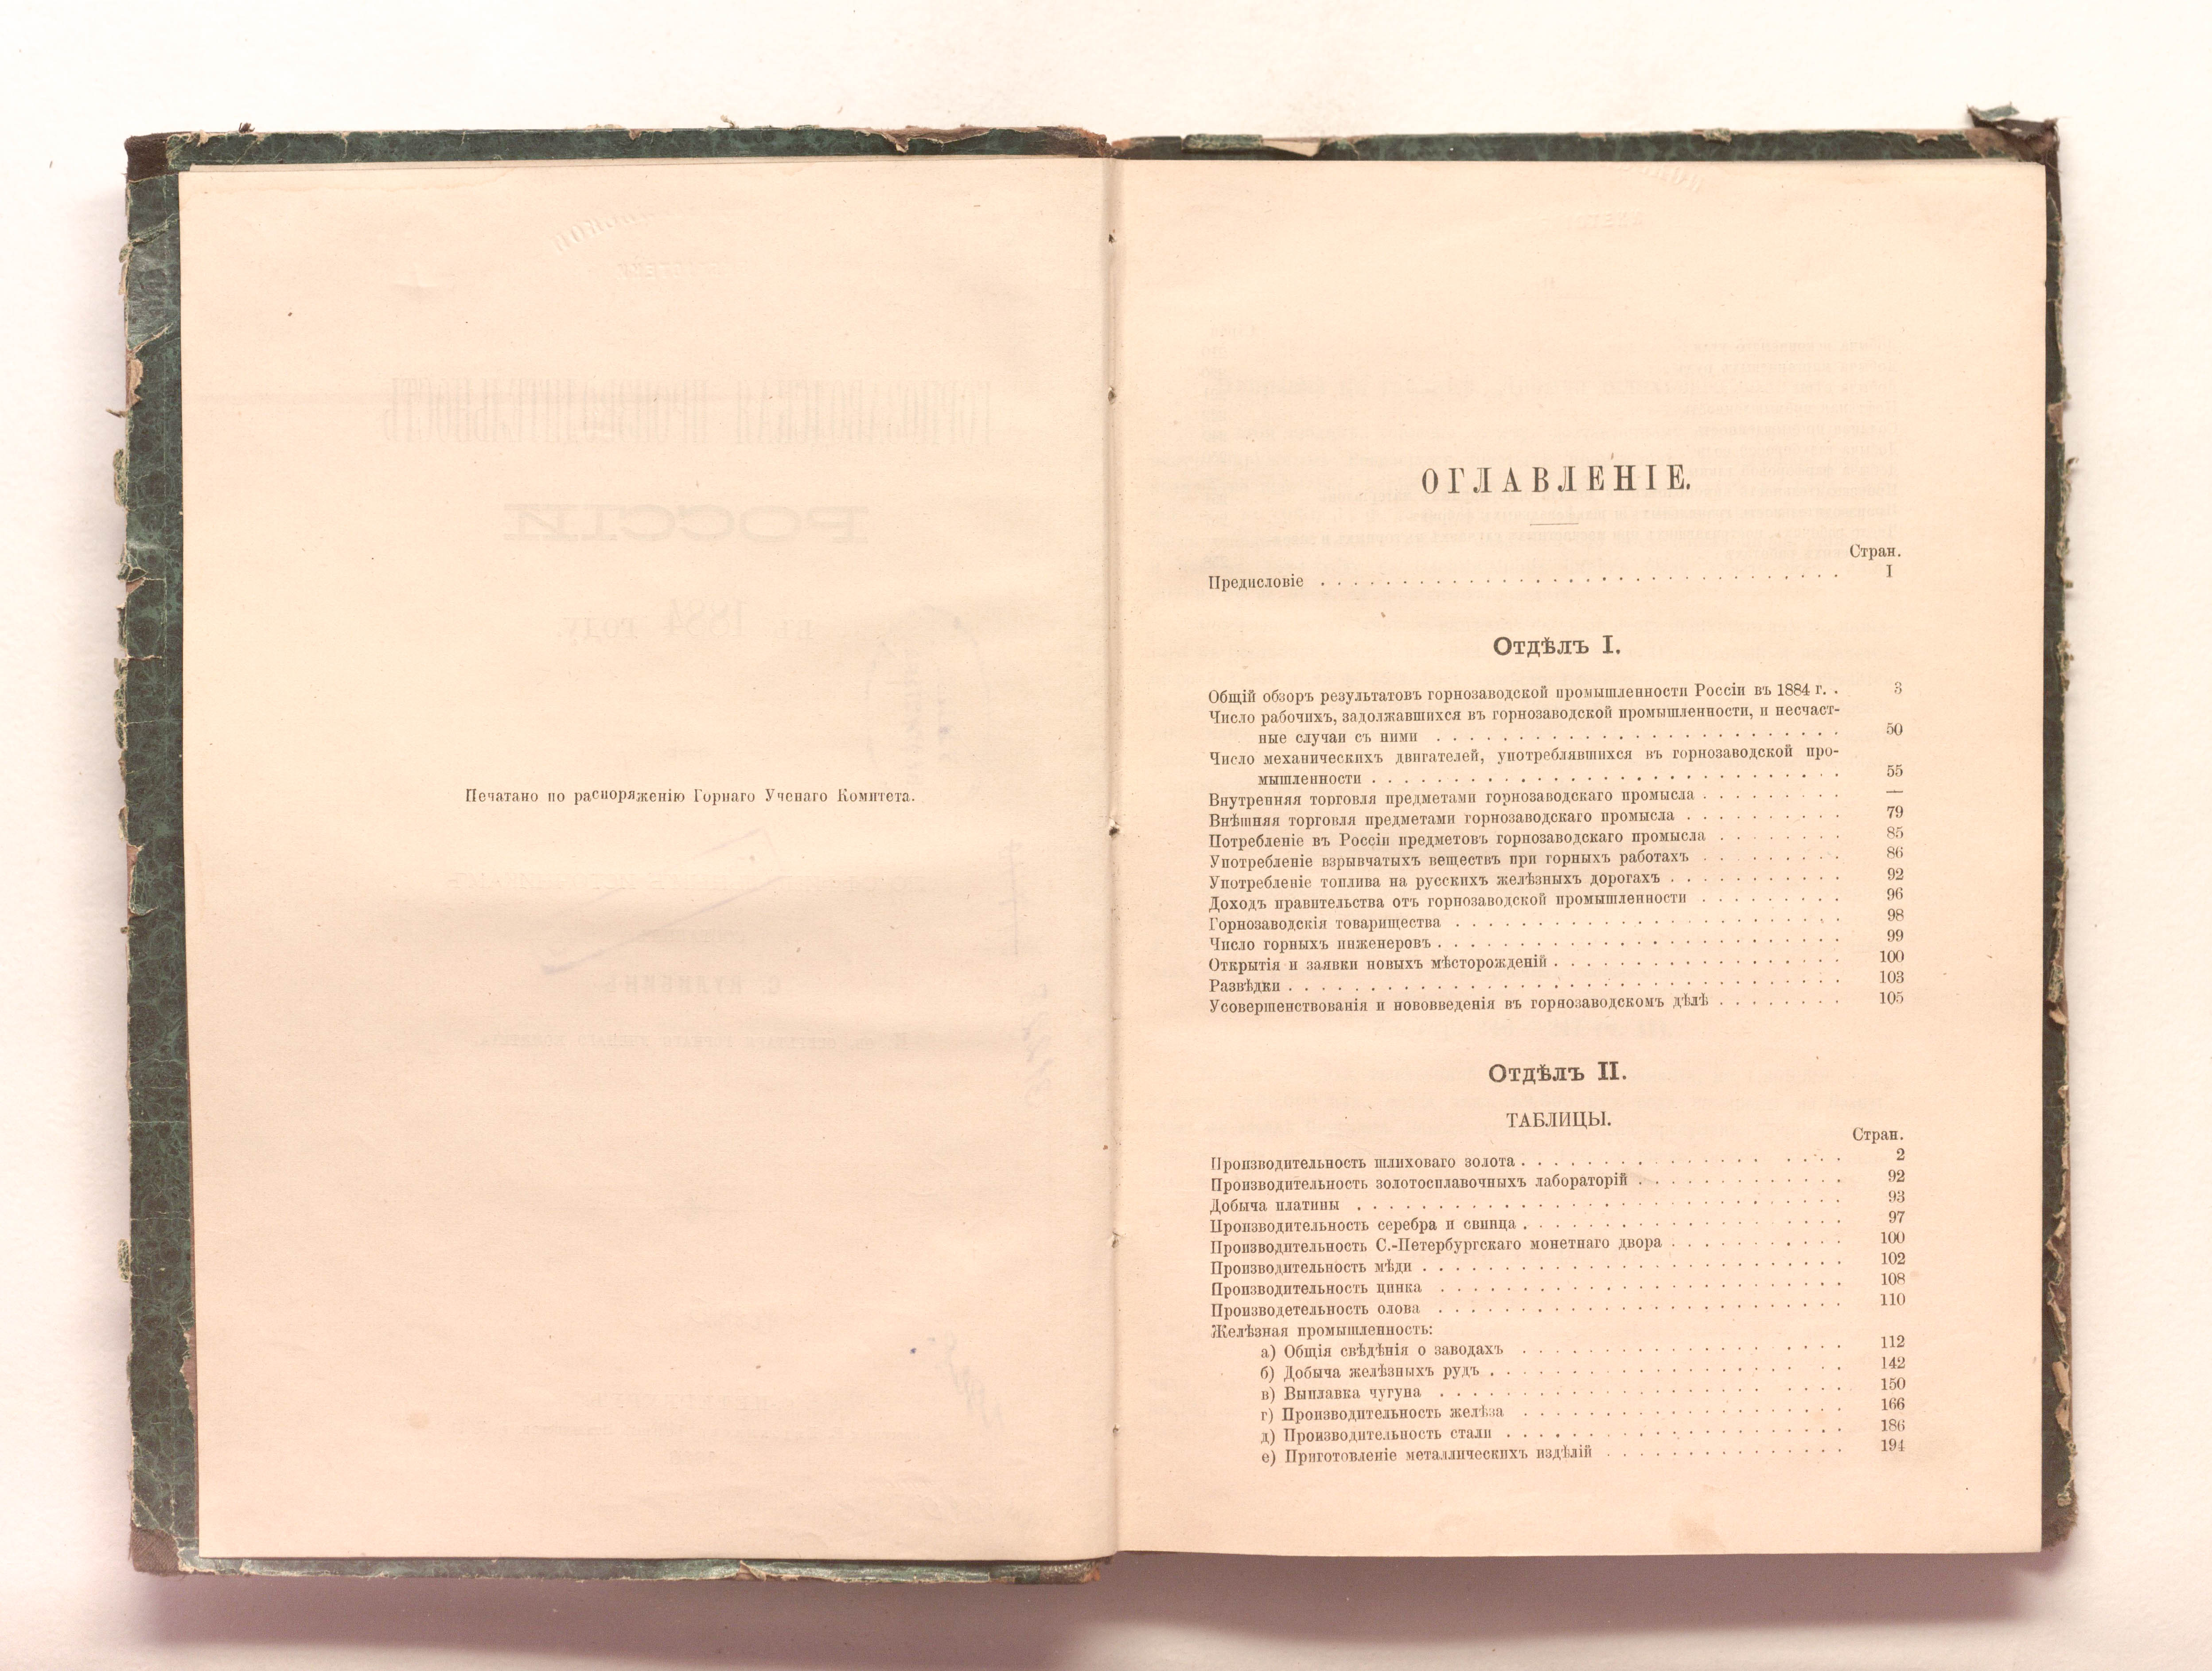 Печатано по распоряженію Горнаго Ученаго Комитета.
ОГЛАВЛЕНІЕ.
Стран.
Предисловіе . . . . . . . . . . I
Отдѣлъ I.
Общій обзоръ результатовъ горнозаводской промышленности Россіи въ 1884 г. . 3
Число рабочихъ, задолжавшихся въ горнозаводской промышленности, и несчаст-
ные случаи съ ними . . . . . . . . . . 50
Число механическихъ двигателей, употреблявшихся въ горнозаводской про-
мышленности . . . . . . . . . . 55
Внутренняя торговля предметами горнозаводскаго промысла . . . . . . . . . —
Внѣшняя торговля предметами горнозаводскаго промысла . . . . . . . . . . 79
Потребленіе въ Россіи предметовъ горнозаводскаго промысла . . . . . . . . 85
Употребленіе взрывчатыхъ веществъ при горныхъ работахъ . . . . . . . . . 86
Употребленіе топлива на русскихъ желѣзныхъ дорогахъ . . . . . . . . . . . 92
Доходъ правительства отъ горнозаводской промышленности . . . . . . . . . 96
Горнозаводскія товарищества . . . . . . . . . . 98
Число горныхъ инженеровъ . . . . . . . . . . 99
Открытія и заявки новыхъ мѣсторожденій . . . . . . . . . . 100
Развѣдки . . . . . . . . . . 103
Усовершенствованія и нововведенія въ горнозаводскомъ дѣлѣ . . . . . . . . 105
Отдѣлъ II.
ТАБЛИЦЫ.
Стран.
Производительность шлиховаго золота . . . . . . . . . . 2
Производительность золотосплавочныхъ лабораторій . . . . . . . . . . 92
Добыча платины . . . . . . . . . . 93
Производительность серебра и свинца . . . . . . . . . . 97
Производительность С.-Петербургскаго монетнаго двора . . . . . . . . . . 100
Производительность мѣди . . . . . . . . . . 102
Производительность цинка . . . . . . . . . . 108
Произведетельность олова . . . . . . . . . . 110
Желѣзная промышленность:
а) Общія свѣдѣнія о заводахъ . . . . . . . . . . 112
б) Добыча желѣзныхъ рудъ . . . . . . . . . . 142
в) Выплавка чугуна . . . . . . . . . . 150
г) Производительность желѣза . . . . . . . . . . 166
д) Производительность стали . . . . . . . . . . 186
е) Приготовленіе металлическихъ издѣлій . . . . . . . . . . 194